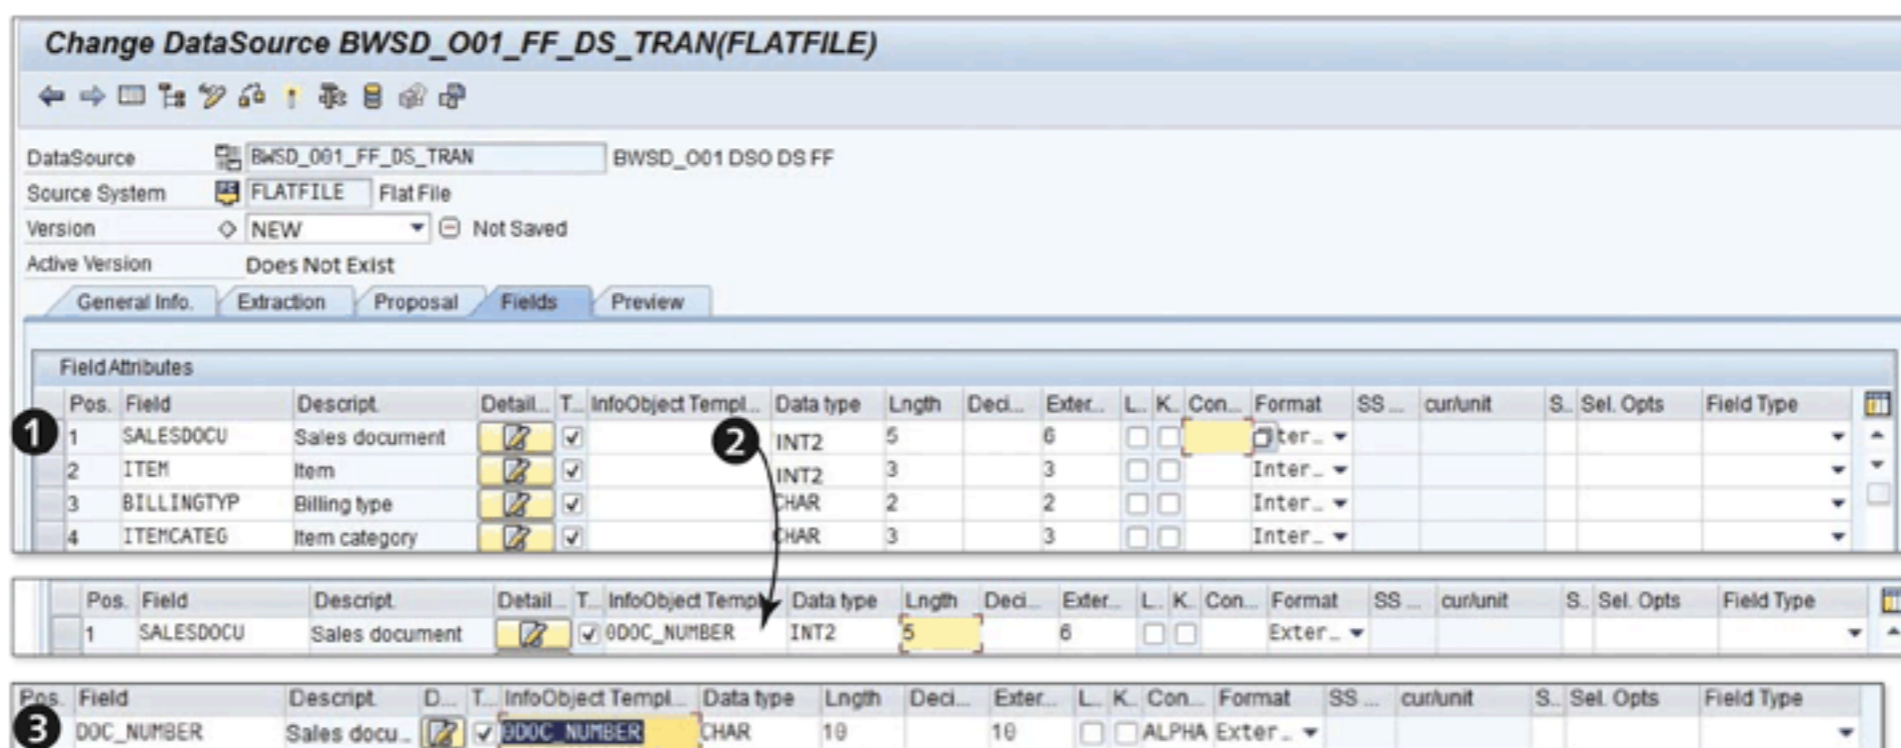 Change DataSource BWSD_O01_FF_DS_TRAN(FLATFILE)
DataSource BWSD_001_FF_DS_TRAN BWSD_O01 DSO DS FF
Source System FLATFILE Flat File
Version NEW Not Saved
Active Version Does Not Exist
General Info. Extraction Proposal Fields Preview
Field Attributes
Pos. Field Descript. Detail... T... InfoObject Templ... Data type Lngth Deci... Exter... L.. K.. Con... Format SS ... cur/unit S.. Sel. Opts Field Type
1 1 SALESDOCU Sales document 2 INT2 5 6 ter...
2 ITEM Item INT2 3 3 Inter...
3 BILLINGTYP Billing type CHAR 2 2 Inter...
4 ITEMCATEG Item category CHAR 3 3 Inter...
Pos. Field Descript. Detail... T... InfoObject Templ Data type Lngth Deci... Exter... L.. K.. Con... Format SS ... cur/unit S.. Sel. Opts Field Type
1 SALESDOCU Sales document 0DOC_NUMBER INT2 5 6 Exter...
Pos. Field Descript. D... T... InfoObject Templ... Data type Lngth Deci... Exter... L.. K.. Con... Format SS ... cur/unit S.. Sel. Opts Field Type
3 DOC_NUMBER Sales docu... 0DOC_NUMBER CHAR 10 10 ALPHA Exter...